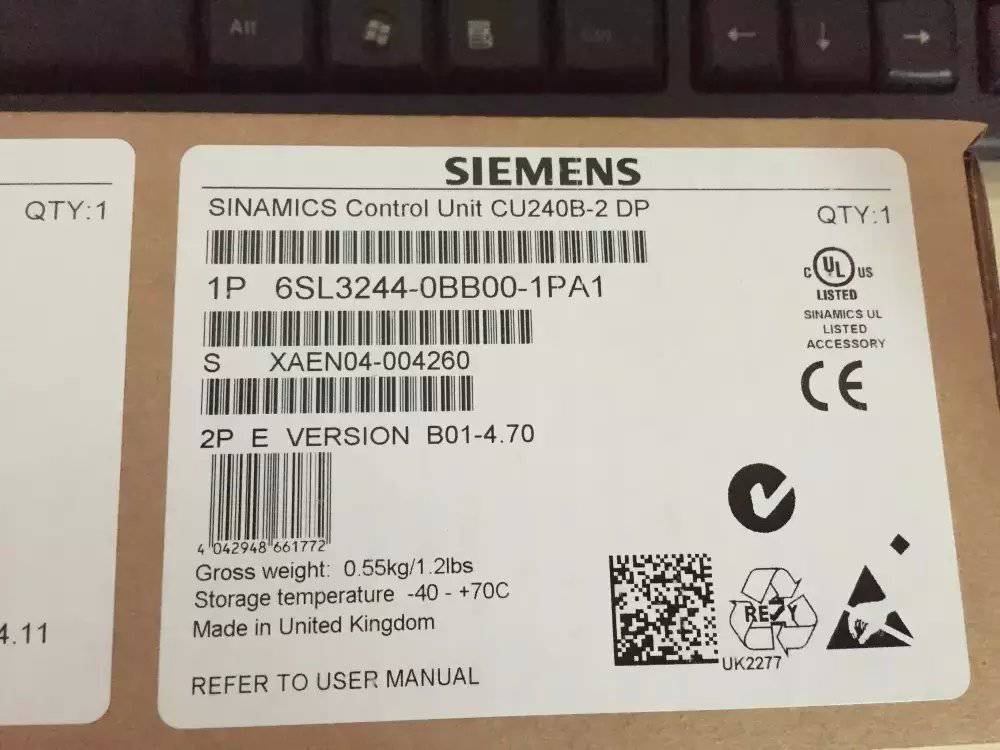 Alt
QTY:1
4.11
SIEMENS
SINAMICS Control Unit CU240B-2 DP
QTY:1
1P 6SL3244-0BB00-1PA1
C UL US
LISTED
SINAMICS UL
LISTED
ACCESSORY
S XAEN04-004260
CE
2P E VERSION B01-4.70
4 042948 661772
Gross weight: 0.55kg/1.2lbs
Storage temperature -40 - +70C
Made in United Kingdom
REZY
UK2277
REFER TO USER MANUAL